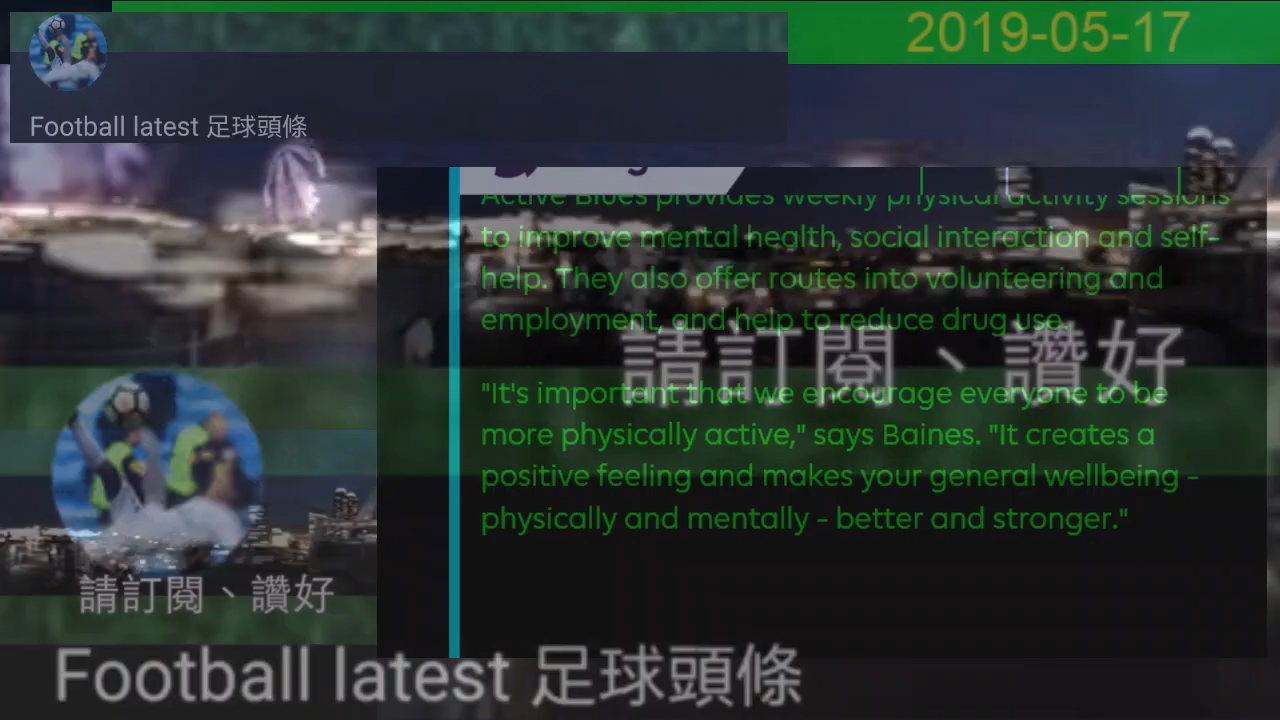 2019-05-17
Football latest 足球頭條
Active Blues provides weekly physical activity sessions
to improve mental health, social interaction and self-
help. They also offer routes into volunteering and
employment, and help to reduce drug use.
請訂閱、讚好
"It's important that we encourage everyone to be
more physically active," says Baines. "It creates a
positive feeling and makes your general wellbeing -
physically and mentally - better and stronger."
請訂閱、讚好
Football latest 足球頭條